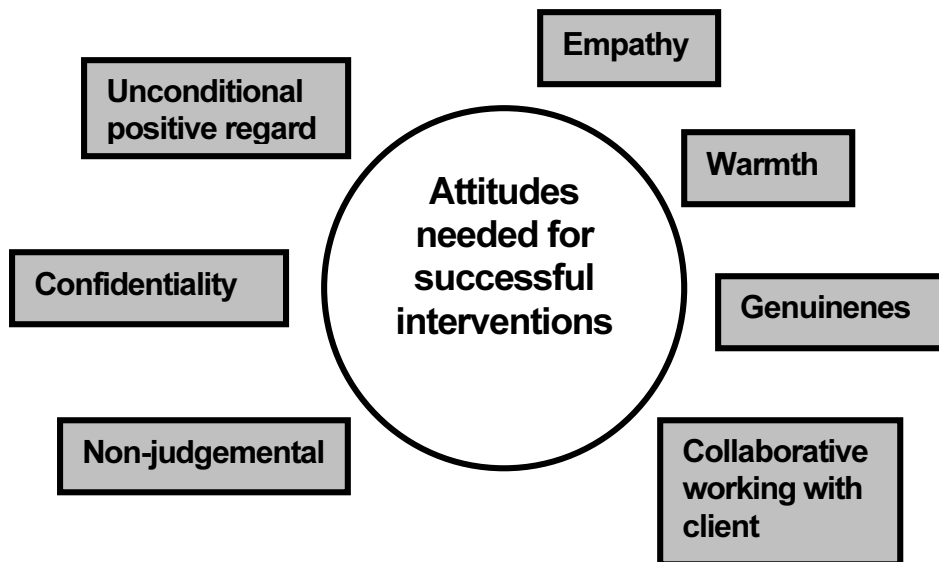 Empathy
Unconditional
positive regard
Warmth
Attitudes
needed for
successful
interventions
Confidentiality
Genuinenes
Non-judgemental
Collaborative
working with
client